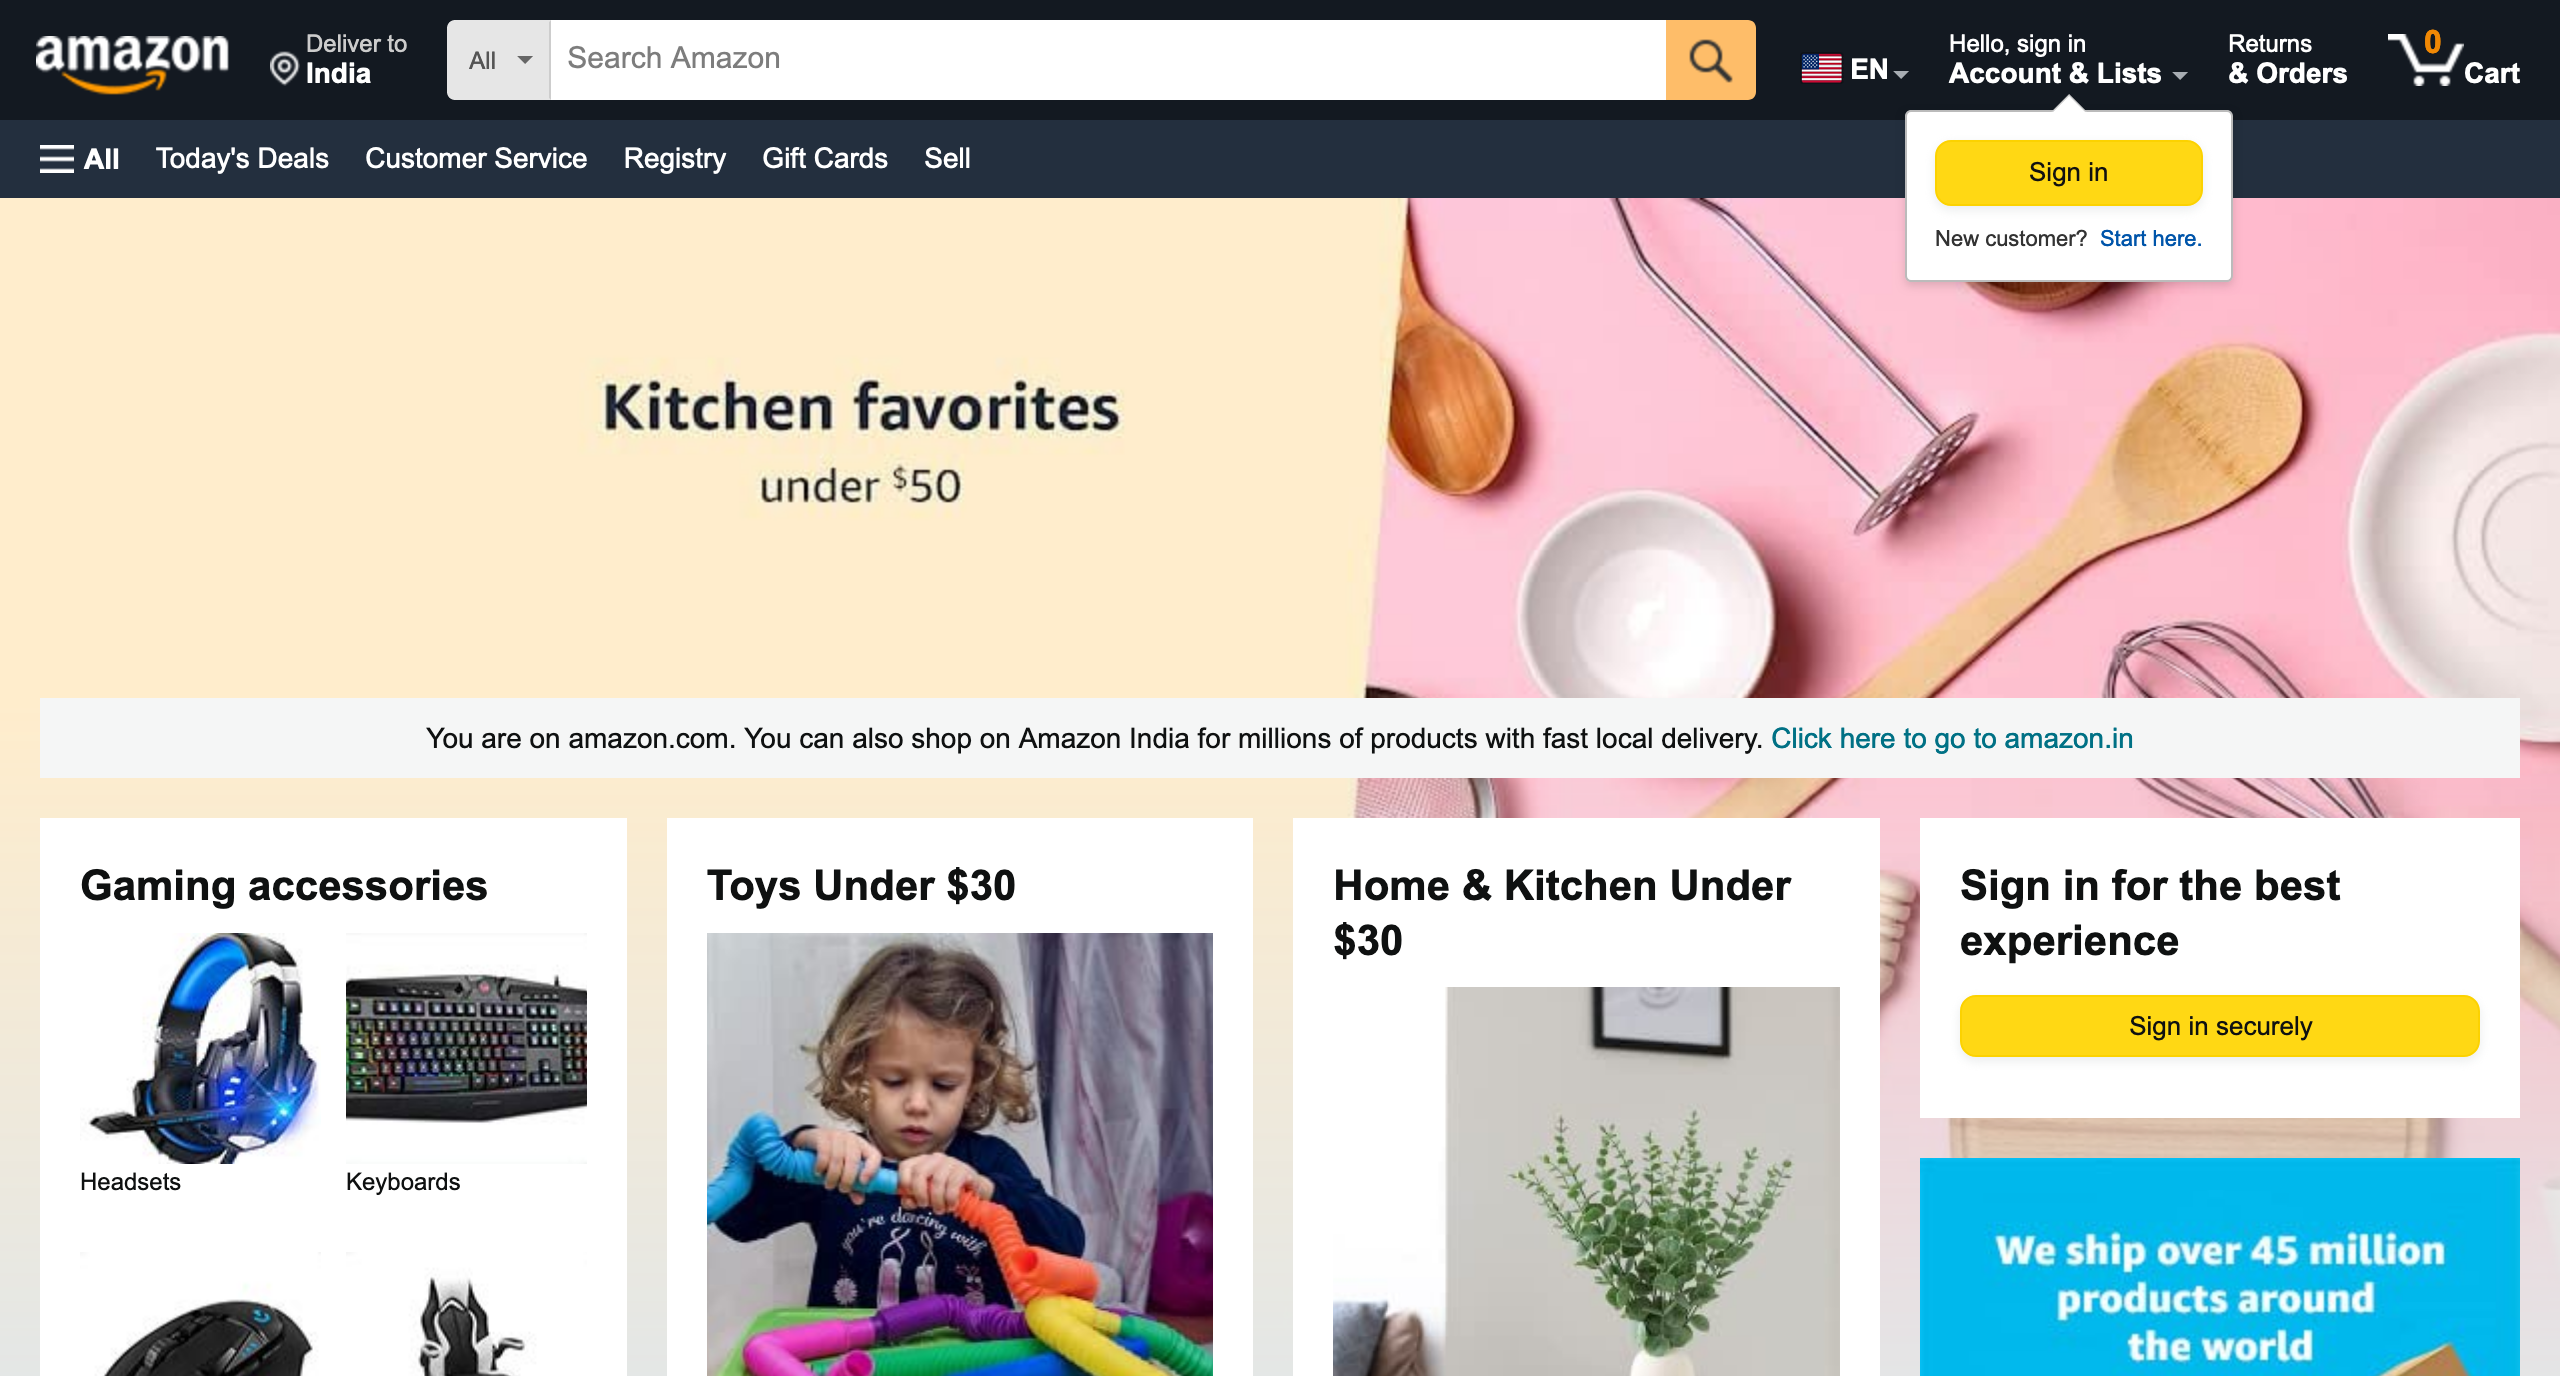 amazon
Deliver to
India
All
Search Amazon
EN
Hello, sign in
Account & Lists
Returns
& Orders
0
Cart
All
Today's Deals
Customer Service
Registry
Gift Cards
Sell
Sign in
New customer? Start here.
Kitchen favorites
under $50
You are on amazon.com. You can also shop on Amazon India for millions of products with fast local delivery. Click here to go to amazon.in
Gaming accessories
Headsets
Keyboards
Toys Under $30
you're dancing with
Home & Kitchen Under
$30
Sign in for the best
experience
Sign in securely
We ship over 45 million
products around
the world